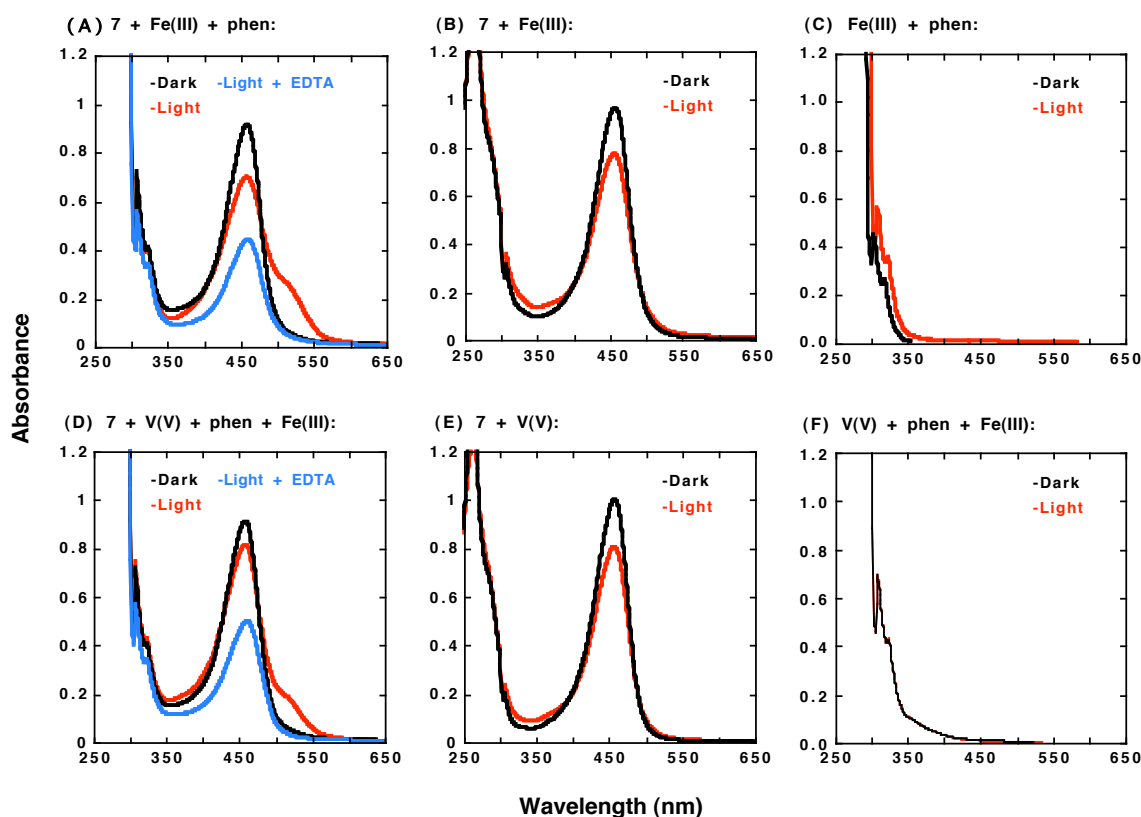 (A) 7 + Fe(III) + phen:
(B) 7 + Fe(III):
(C) Fe(III) + phen:
1.2
1
0.8
0.6
0.4
0.2
0
-Dark -Light + EDTA
-Light
250 350 450 550 650
1.2
1
0.8
0.6
0.4
0.2
0
-Dark
-Light
250 350 450 550 650
1.2
1.0
0.8
0.6
0.4
0.2
0.0
-Dark
-Light
250 350 450 550 650
Absorbance
(D) 7 + V(V) + phen + Fe(III):
(E) 7 + V(V):
(F) V(V) + phen + Fe(III):
1.2
1
0.8
0.6
0.4
0.2
0
-Dark -Light + EDTA
-Light
250 350 450 550 650
1.2
1
0.8
0.6
0.4
0.2
0
-Dark
-Light
250 350 450 550 650
1.2
1.0
0.8
0.6
0.4
0.2
0.0
-Dark
-Light
250 350 450 550 650
Wavelength (nm)